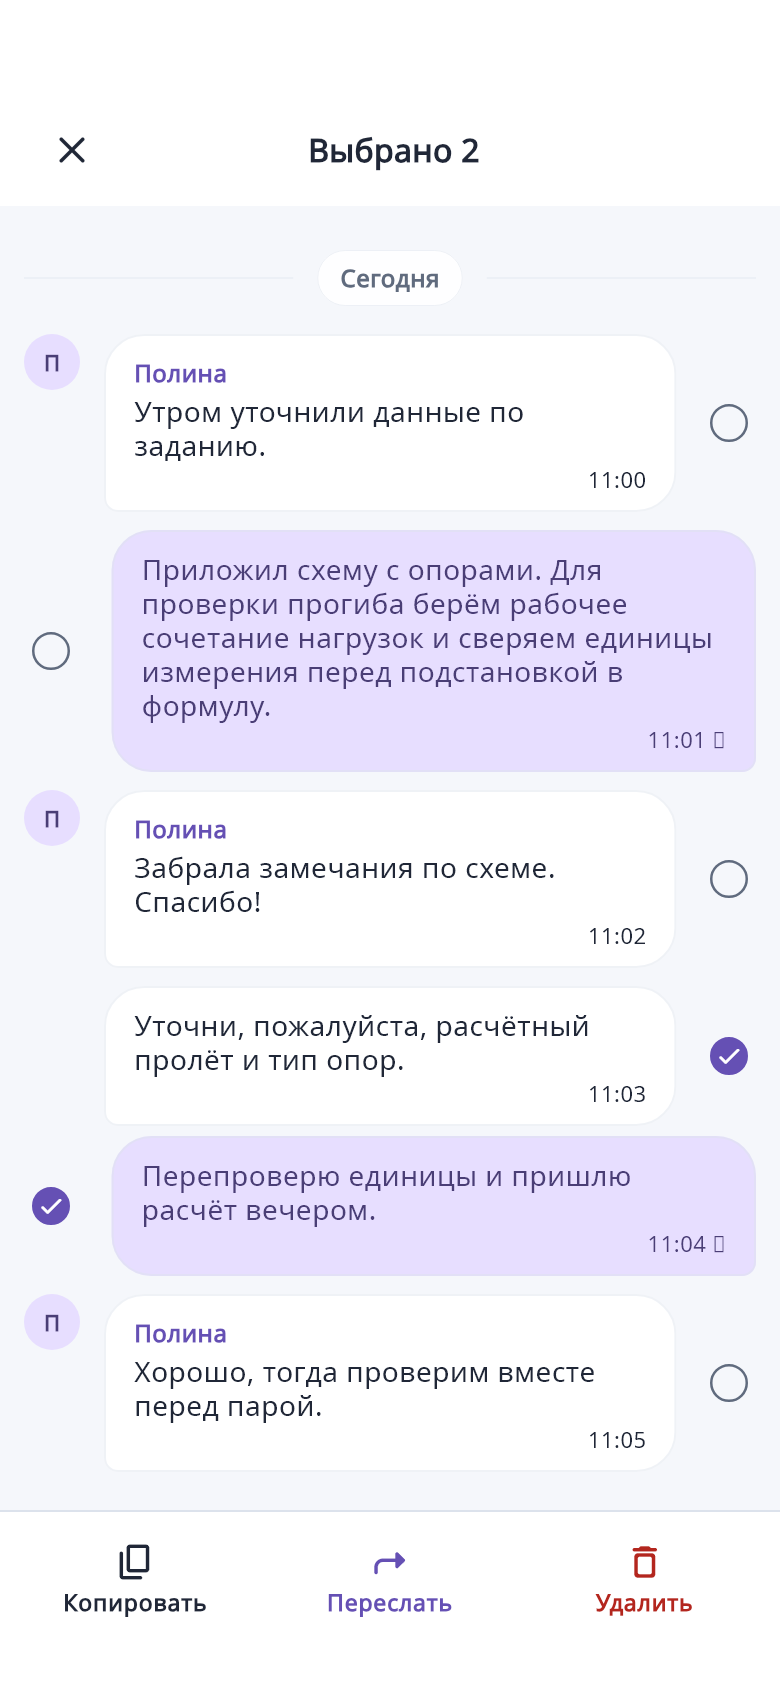 Выбрано 2
Сегодня
П
Полина
Утром уточнили данные по
заданию.
11:00
Приложил схему с опорами. Для
проверки прогиба берём рабочее
сочетание нагрузок и сверяем единицы
измерения перед подстановкой в
формулу.
11:01
П
Полина
Забрала замечания по схеме.
Спасибо!
11:02
Уточни, пожалуйста, расчётный
пролёт и тип опор.
11:03
Перепроверю единицы и пришлю
расчёт вечером.
11:04
П
Полина
Хорошо, тогда проверим вместе
перед парой.
11:05
Копировать
Переслать
Удалить